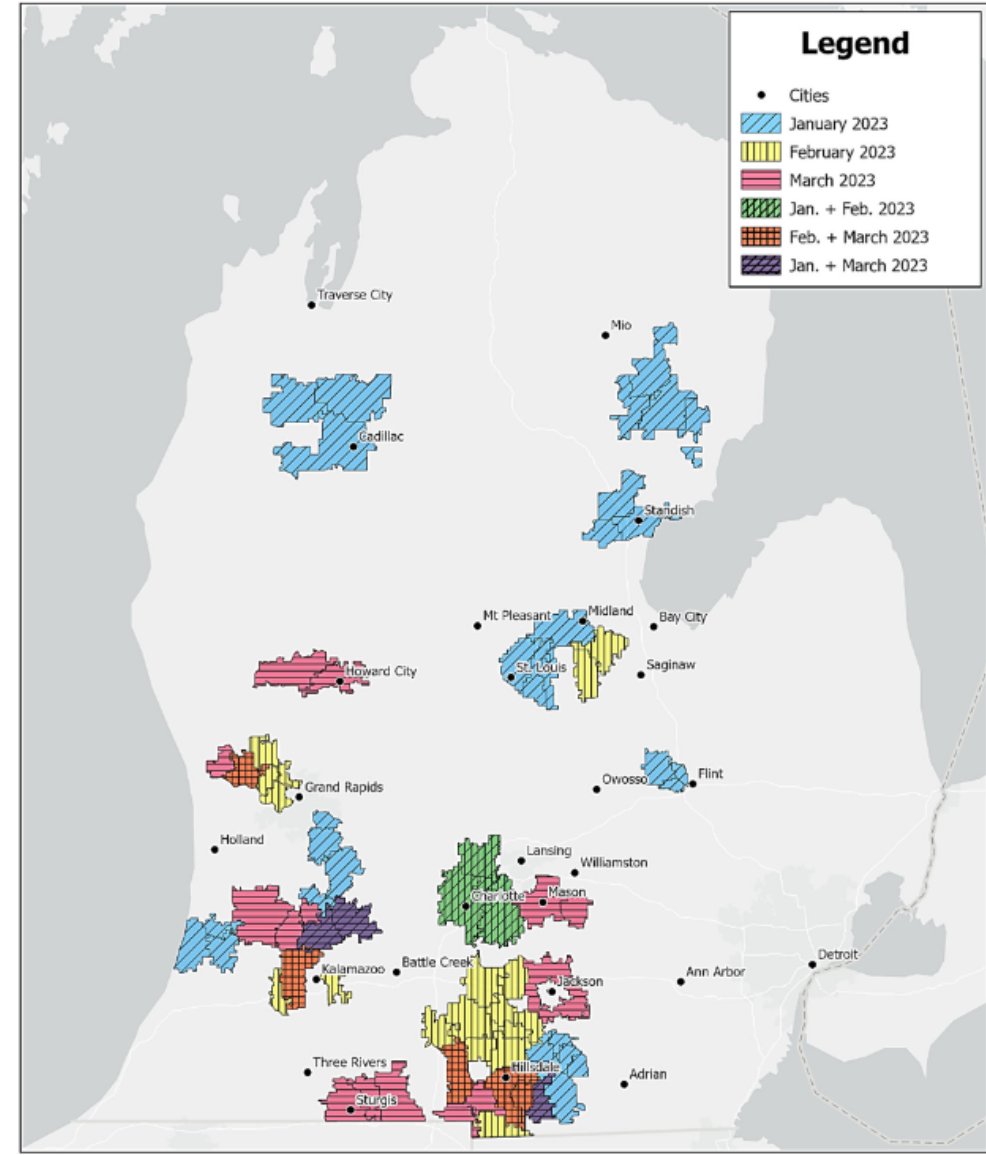 Legend
Cities
January 2023
February 2023
March 2023
Jan. + Feb. 2023
Feb. + March 2023
Jan. + March 2023
Traverse City
Mio
Cadillac
Standish
Mt Pleasant
Midland
Bay City
St. Louis
Saginaw
Howard City
Owosso
Flint
Grand Rapids
Holland
Lansing
Williamston
Charlotte
Mason
Kalamazoo
Battle Creek
Jackson
Ann Arbor
Detroit
Three Rivers
Hillsdale
Adrian
Sturgis